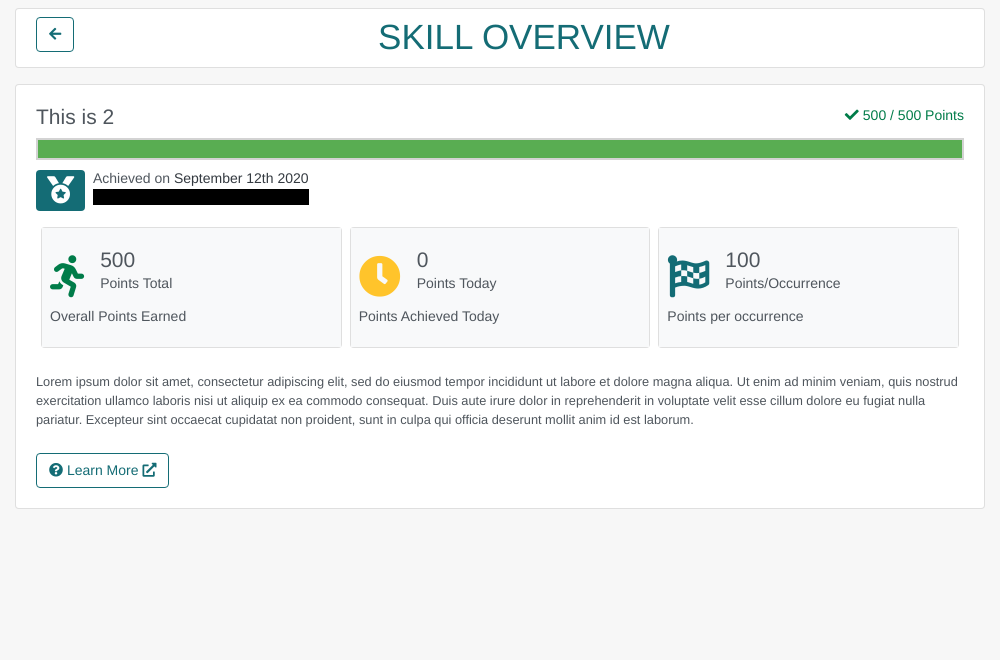 SKILL OVERVIEW
This is 2
500 / 500 Points
Achieved on September 12th 2020
500
Points Total
Overall Points Earned
0
Points Today
Points Achieved Today
100
Points/Occurrence
Points per occurrence
Lorem ipsum dolor sit amet, consectetur adipiscing elit, sed do eiusmod tempor incididunt ut labore et dolore magna aliqua. Ut enim ad minim veniam, quis nostrud
exercitation ullamco laboris nisi ut aliquip ex ea commodo consequat. Duis aute irure dolor in reprehenderit in voluptate velit esse cillum dolore eu fugiat nulla
pariatur. Excepteur sint occaecat cupidatat non proident, sunt in culpa qui officia deserunt mollit anim id est laborum.
Learn More